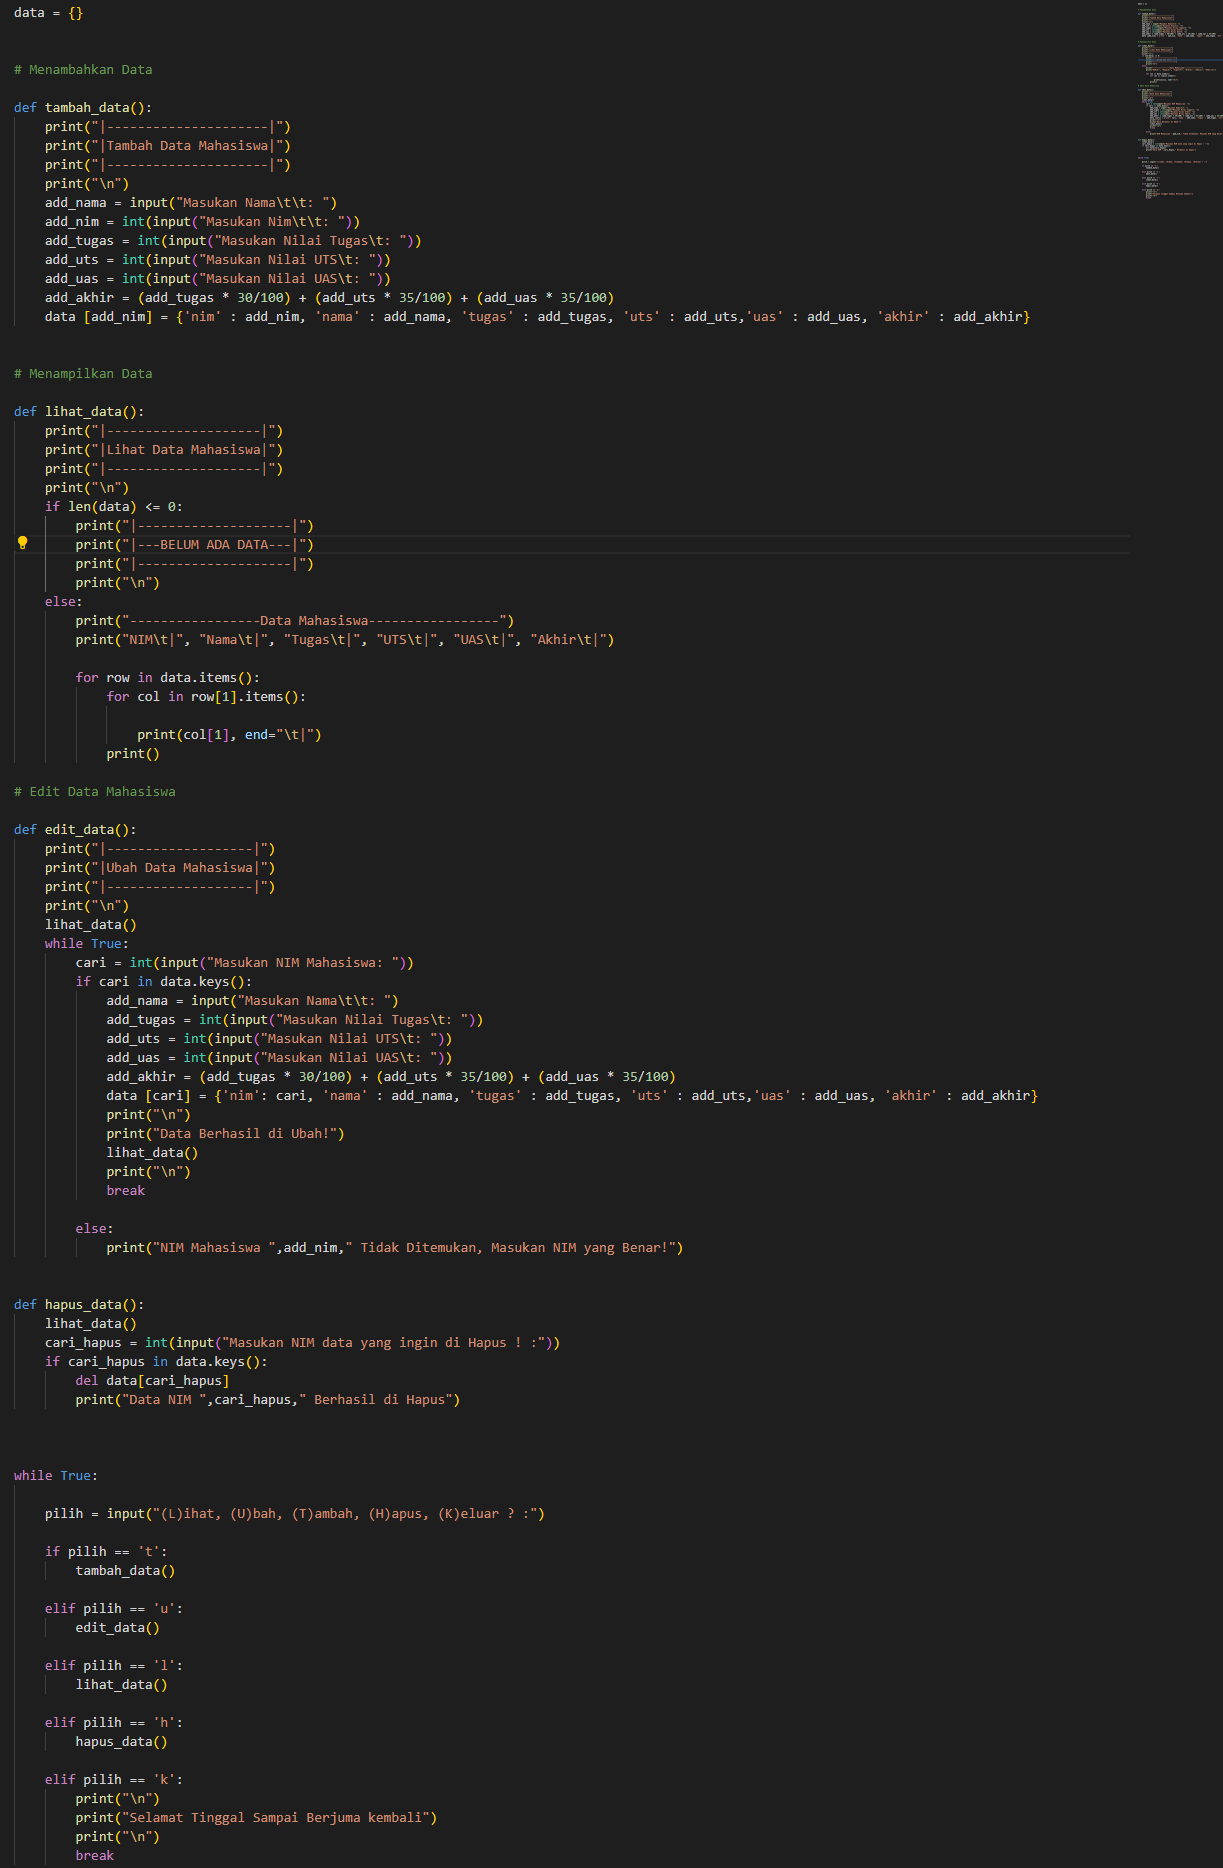 data = {}
# Menambahkan Data
def tambah_data():
    print("|---------------------|")
    print("|Tambah Data Mahasiswa|")
    print("|---------------------|")
    print("\n")
    add_nama = input("Masukan Nama\t\t: ")
    add_nim = int(input("Masukan Nim\t\t: "))
    add_tugas = int(input("Masukan Nilai Tugas\t: "))
    add_uts = int(input("Masukan Nilai UTS\t: "))
    add_uas = int(input("Masukan Nilai UAS\t: "))
    add_akhir = (add_tugas * 30/100) + (add_uts * 35/100) + (add_uas * 35/100)
    data [add_nim] = {'nim' : add_nim, 'nama' : add_nama, 'tugas' : add_tugas, 'uts' : add_uts,'uas' : add_uas, 'akhir' : add_akhir}
# Menampilkan Data
def lihat_data():
    print("|--------------------|")
    print("|Lihat Data Mahasiswa|")
    print("|--------------------|")
    print("\n")
    if len(data) <= 0:
        print("|--------------------|")
        print("|---BELUM ADA DATA---|")
        print("|--------------------|")
        print("\n")
    else:
        print("-----------------Data Mahasiswa-----------------")
        print("NIM\t|", "Nama\t|", "Tugas\t|", "UTS\t|", "UAS\t|", "Akhir\t|")
        for row in data.items():
            for col in row[1].items():
                print(col[1], end="\t|")
            print()
# Edit Data Mahasiswa
def edit_data():
    print("|-------------------|")
    print("|Ubah Data Mahasiswa|")
    print("|-------------------|")
    print("\n")
    lihat_data()
    while True:
        cari = int(input("Masukan NIM Mahasiswa: "))
        if cari in data.keys():
            add_nama = input("Masukan Nama\t\t: ")
            add_tugas = int(input("Masukan Nilai Tugas\t: "))
            add_uts = int(input("Masukan Nilai UTS\t: "))
            add_uas = int(input("Masukan Nilai UAS\t: "))
            add_akhir = (add_tugas * 30/100) + (add_uts * 35/100) + (add_uas * 35/100)
            data [cari] = {'nim': cari, 'nama' : add_nama, 'tugas' : add_tugas, 'uts' : add_uts,'uas' : add_uas, 'akhir' : add_akhir}
            print("\n")
            print("Data Berhasil di Ubah!")
            lihat_data()
            print("\n")
            break
        else:
            print("NIM Mahasiswa ",add_nim," Tidak Ditemukan, Masukan NIM yang Benar!")
def hapus_data():
    lihat_data()
    cari_hapus = int(input("Masukan NIM data yang ingin di Hapus ! :"))
    if cari_hapus in data.keys():
        del data[cari_hapus]
        print("Data NIM ",cari_hapus," Berhasil di Hapus")
while True:
    pilih = input("(L)ihat, (U)bah, (T)ambah, (H)apus, (K)eluar ? :")
    if pilih == 't':
        tambah_data()
    elif pilih == 'u':
        edit_data()
    elif pilih == 'l':
        lihat_data()
    elif pilih == 'h':
        hapus_data()
    elif pilih == 'k':
        print("\n")
        print("Selamat Tinggal Sampai Berjuma kembali")
        print("\n")
        break